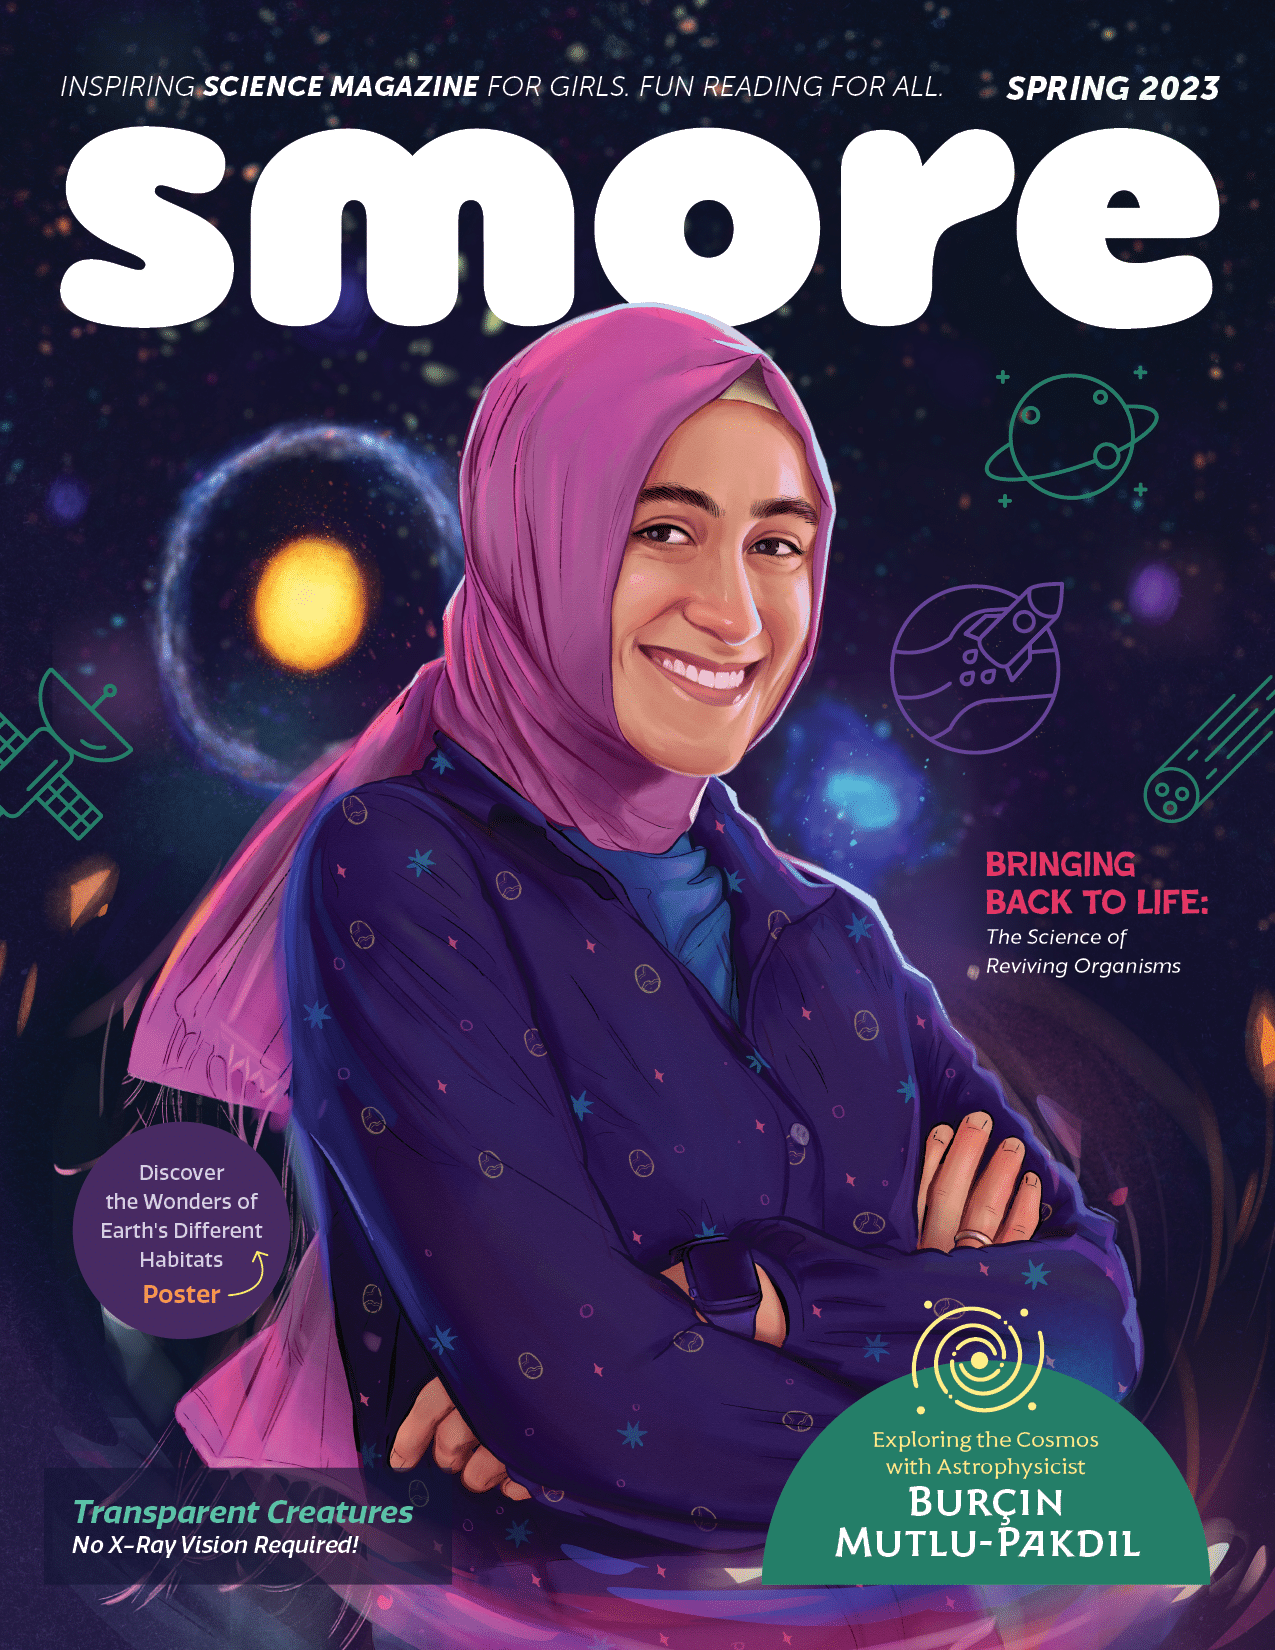 INSPIRING SCIENCE MAGAZINE FOR GIRLS. FUN READING FOR ALL.
SPRING 2023
smore
BRINGING
BACK TO LIFE:
The Science of
Reviving Organisms
Discover
the Wonders of
Earth's Different
Habitats
Poster
Transparent Creatures
No X-Ray Vision Required!
Exploring the Cosmos
with Astrophysicist
BURÇIN
MUTLU-PAKDIL